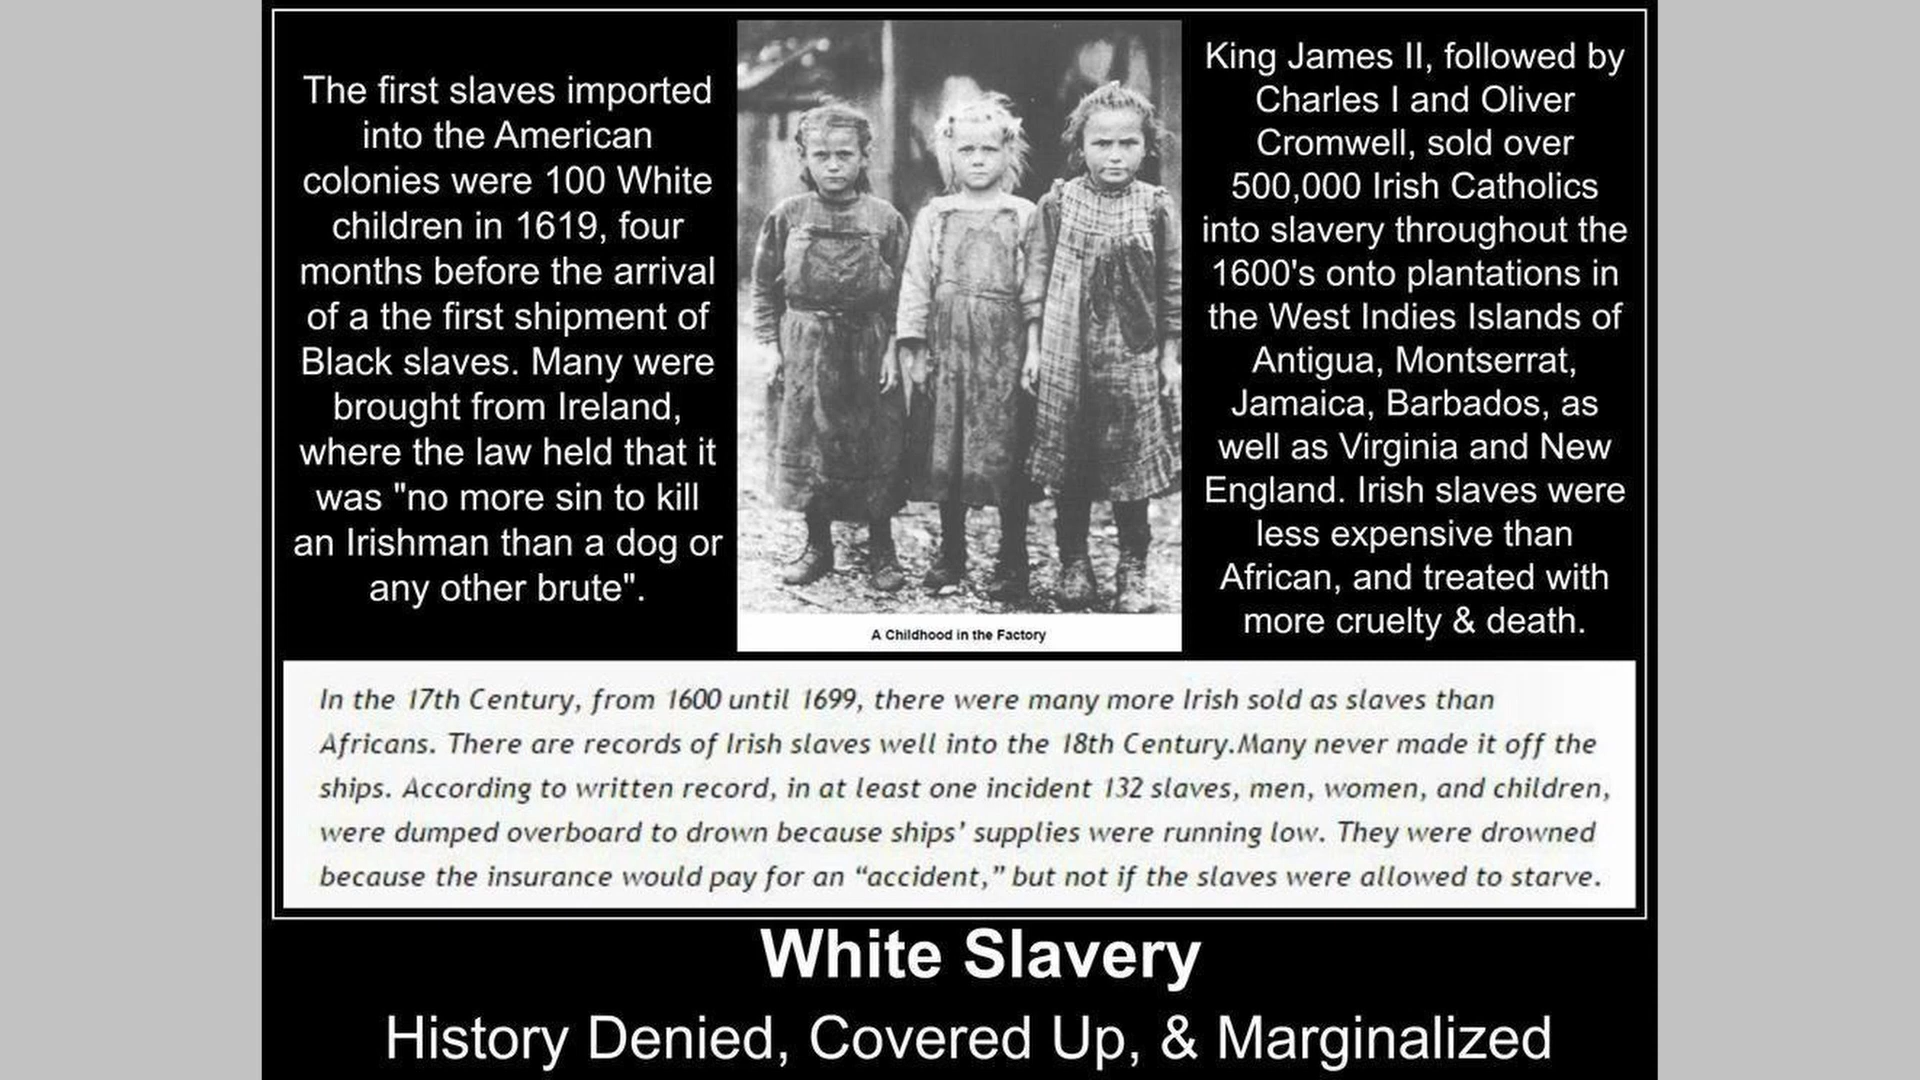 The first slaves imported
into the American
colonies were 100 White
children in 1619, four
months before the arrival
of a the first shipment of
Black slaves. Many were
brought from Ireland,
where the law held that it
was "no more sin to kill
an Irishman than a dog or
any other brute".
A Childhood in the Factory
King James II, followed by
Charles I and Oliver
Cromwell, sold over
500,000 Irish Catholics
into slavery throughout the
1600's onto plantations in
the West Indies Islands of
Antigua, Montserrat,
Jamaica, Barbados, as
well as Virginia and New
England. Irish slaves were
less expensive than
African, and treated with
more cruelty & death.
In the 17th Century, from 1600 until 1699, there were many more Irish sold as slaves than
Africans. There are records of Irish slaves well into the 18th Century.Many never made it off the
ships. According to written record, in at least one incident 132 slaves, men, women, and children,
were dumped overboard to drown because ships’ supplies were running low. They were drowned
because the insurance would pay for an “accident,” but not if the slaves were allowed to starve.
White Slavery
History Denied, Covered Up, & Marginalized